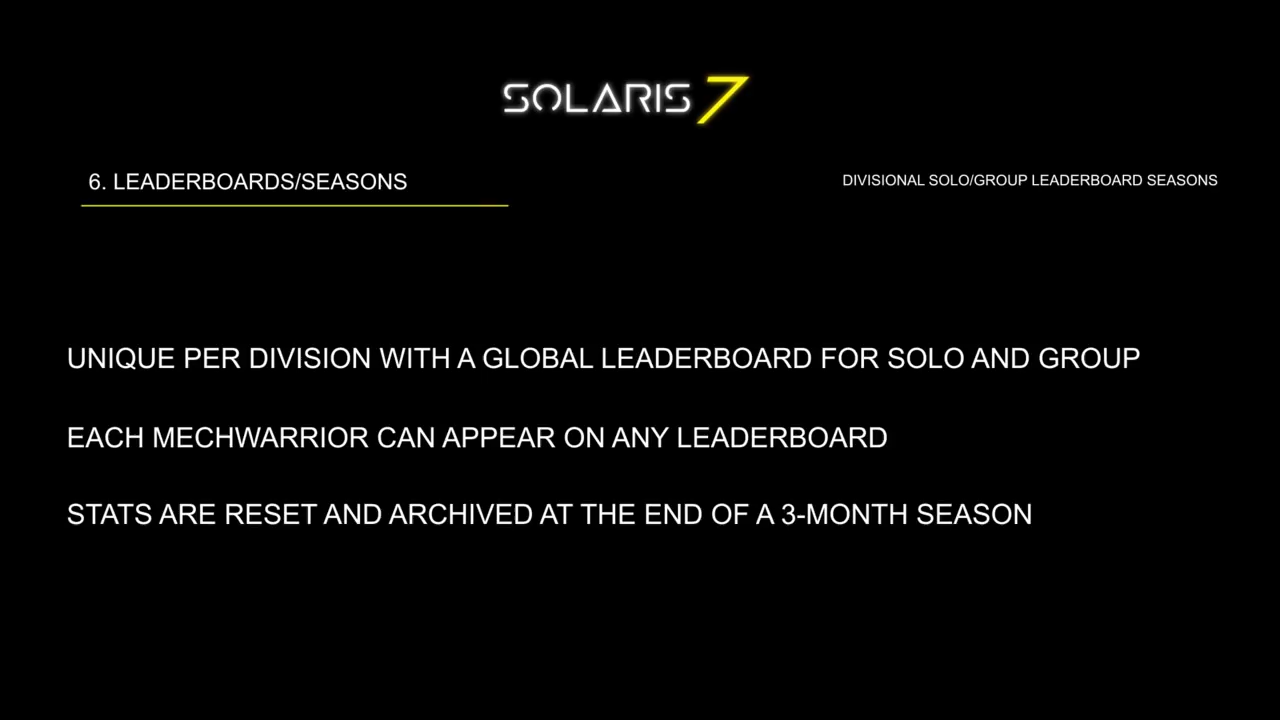 SOLARIS 7
6. LEADERBOARDS/SEASONS
DIVISIONAL SOLO/GROUP LEADERBOARD SEASONS
UNIQUE PER DIVISION WITH A GLOBAL LEADERBOARD FOR SOLO AND GROUP
EACH MECHWARRIOR CAN APPEAR ON ANY LEADERBOARD
STATS ARE RESET AND ARCHIVED AT THE END OF A 3-MONTH SEASON